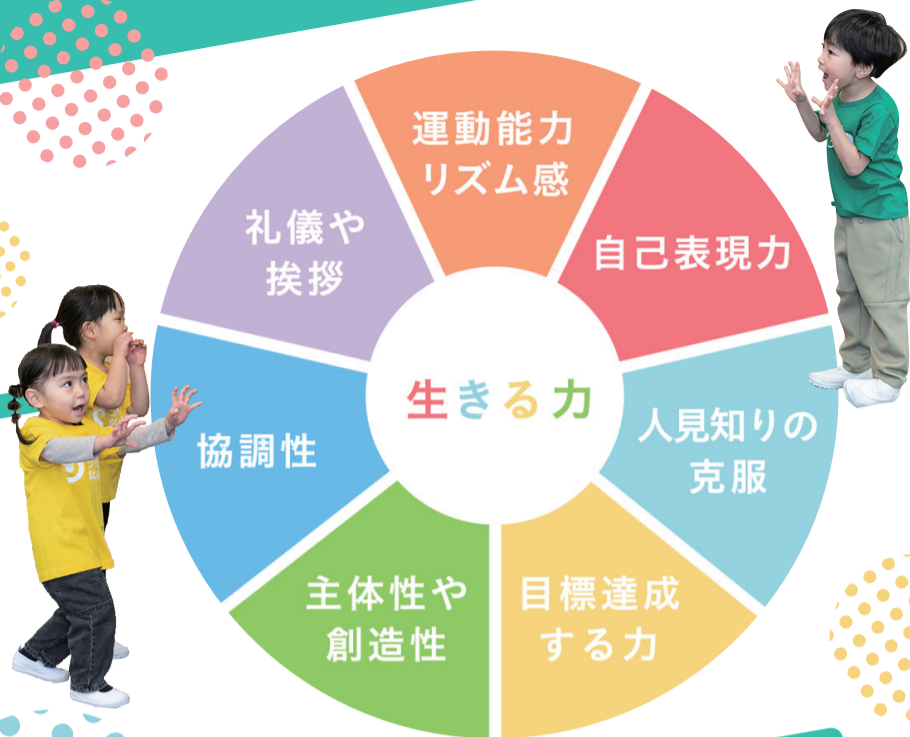 運動能力
リズム感
自己表現力
人見知りの
克服
目標達成
する力
主体性や
創造性
協調性
礼儀や
挨拶
生きる力